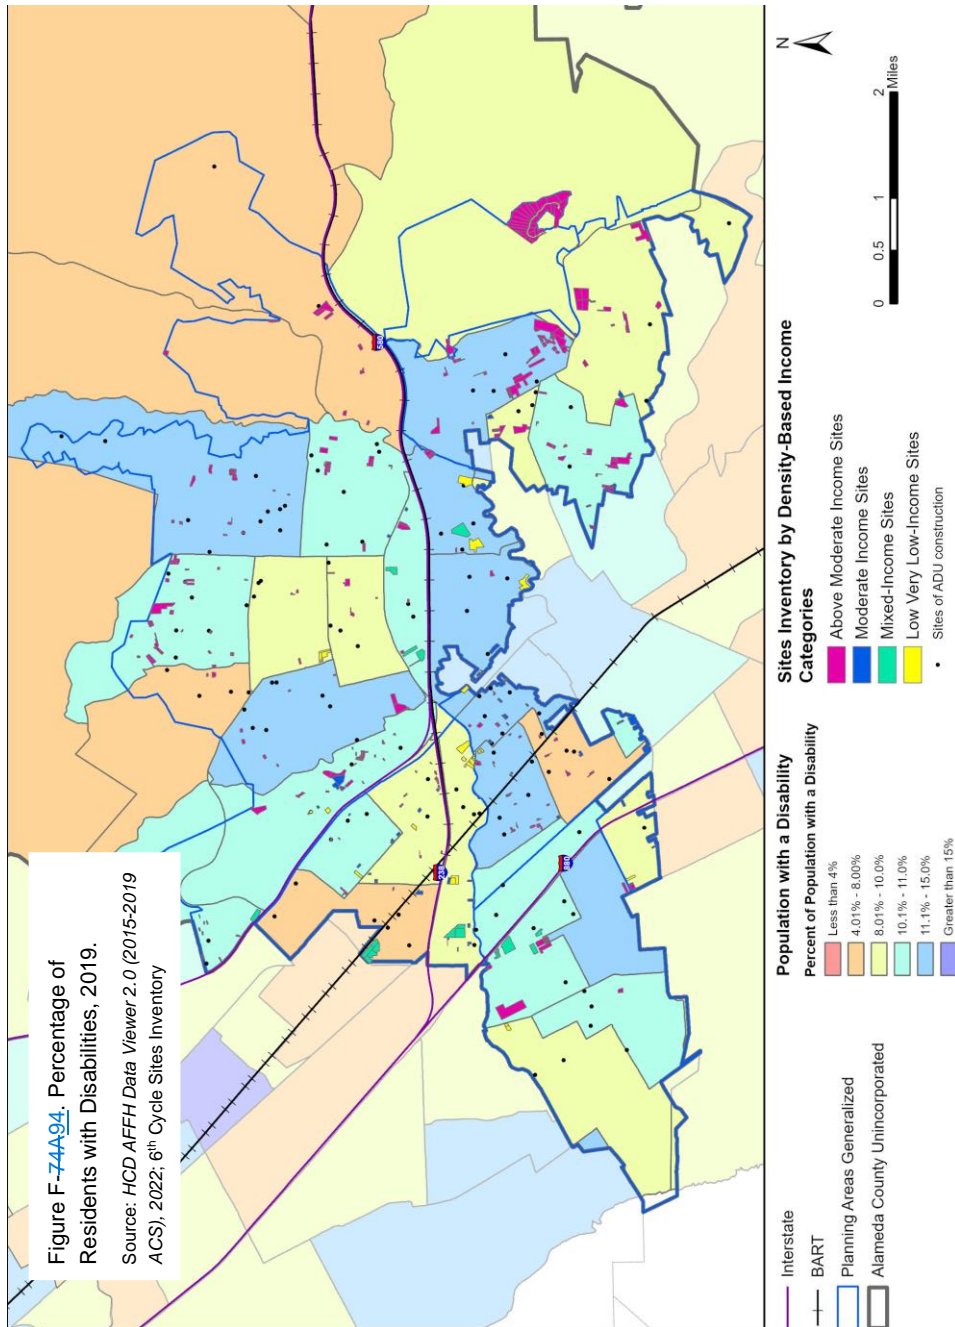 Figure F-74A94. Percentage of
Residents with Disabilities, 2019.
Source: HCD AFFH Data Viewer 2.0 (2015-2019
ACS), 2022; 6th Cycle Sites Inventory
580
238
880
N
0 0.5 1 2
Miles
Interstate
BART
Planning Areas Generalized
Alameda County Unincorporated
Population with a Disability
Percent of Population with a Disability
Less than 4%
4.01% - 8.00%
8.01% - 10.0%
10.1% - 11.0%
11.1% - 15.0%
Greater than 15%
Sites Inventory by Density-Based Income
Categories
Above Moderate Income Sites
Moderate Income Sites
Mixed-Income Sites
Low Very Low-Income Sites
Sites of ADU construction